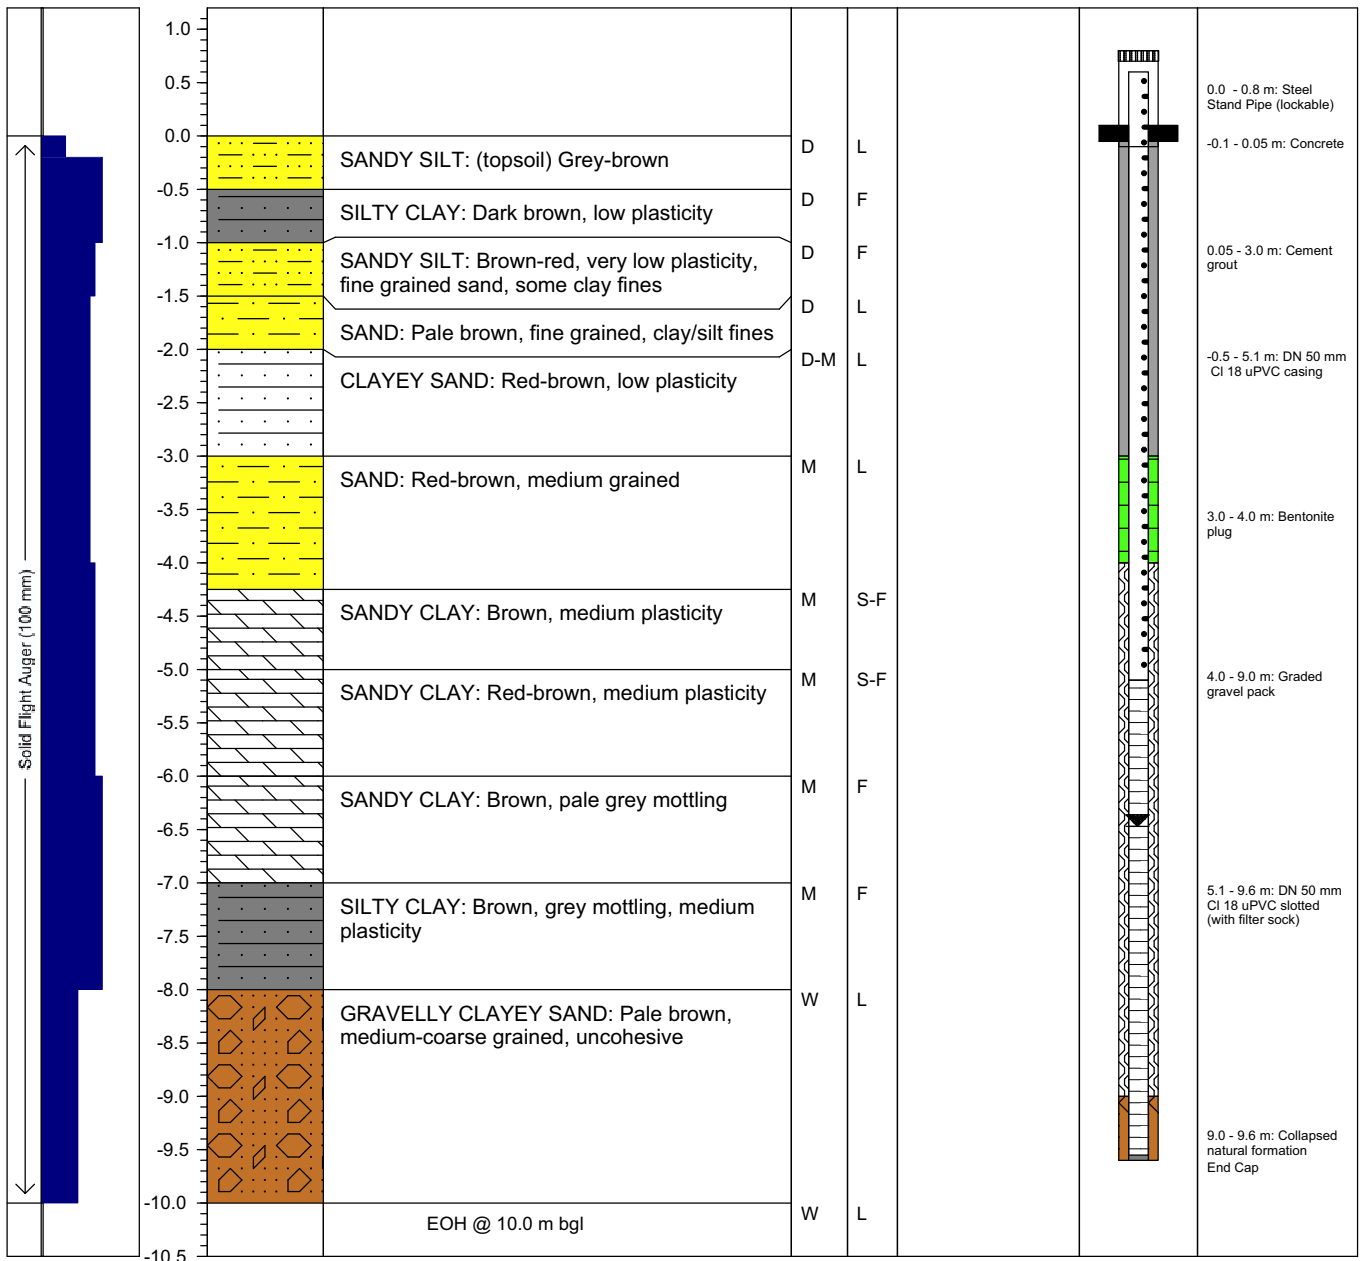 1.0
0.5
0.0 - 0.8 m: Steel
Stand Pipe (lockable)
0.0
SANDY SILT: (topsoil) Grey-brown
D L
-0.1 - 0.05 m: Concrete
-0.5
SILTY CLAY: Dark brown, low plasticity
D F
-1.0
SANDY SILT: Brown-red, very low plasticity,
fine grained sand, some clay fines
D F
0.05 - 3.0 m: Cement
grout
-1.5
SAND: Pale brown, fine grained, clay/silt fines
D L
-2.0
CLAYEY SAND: Red-brown, low plasticity
D-M L
-0.5 - 5.1 m: DN 50 mm
Cl 18 uPVC casing
-2.5
-3.0
SAND: Red-brown, medium grained
M L
-3.5
3.0 - 4.0 m: Bentonite
plug
-4.0
Solid Flight Auger (100 mm)
SANDY CLAY: Brown, medium plasticity
M S-F
-4.5
-5.0
SANDY CLAY: Red-brown, medium plasticity
M S-F
4.0 - 9.0 m: Graded
gravel pack
-5.5
-6.0
SANDY CLAY: Brown, pale grey mottling
M F
-6.5
-7.0
SILTY CLAY: Brown, grey mottling, medium
plasticity
M F
5.1 - 9.6 m: DN 50 mm
Cl 18 uPVC slotted
(with filter sock)
-7.5
-8.0
GRAVELLY CLAYEY SAND: Pale brown,
medium-coarse grained, uncohesive
W L
-8.5
-9.0
-9.5
9.0 - 9.6 m: Collapsed
natural formation
End Cap
-10.0
EOH @ 10.0 m bgl
W L
-10.5